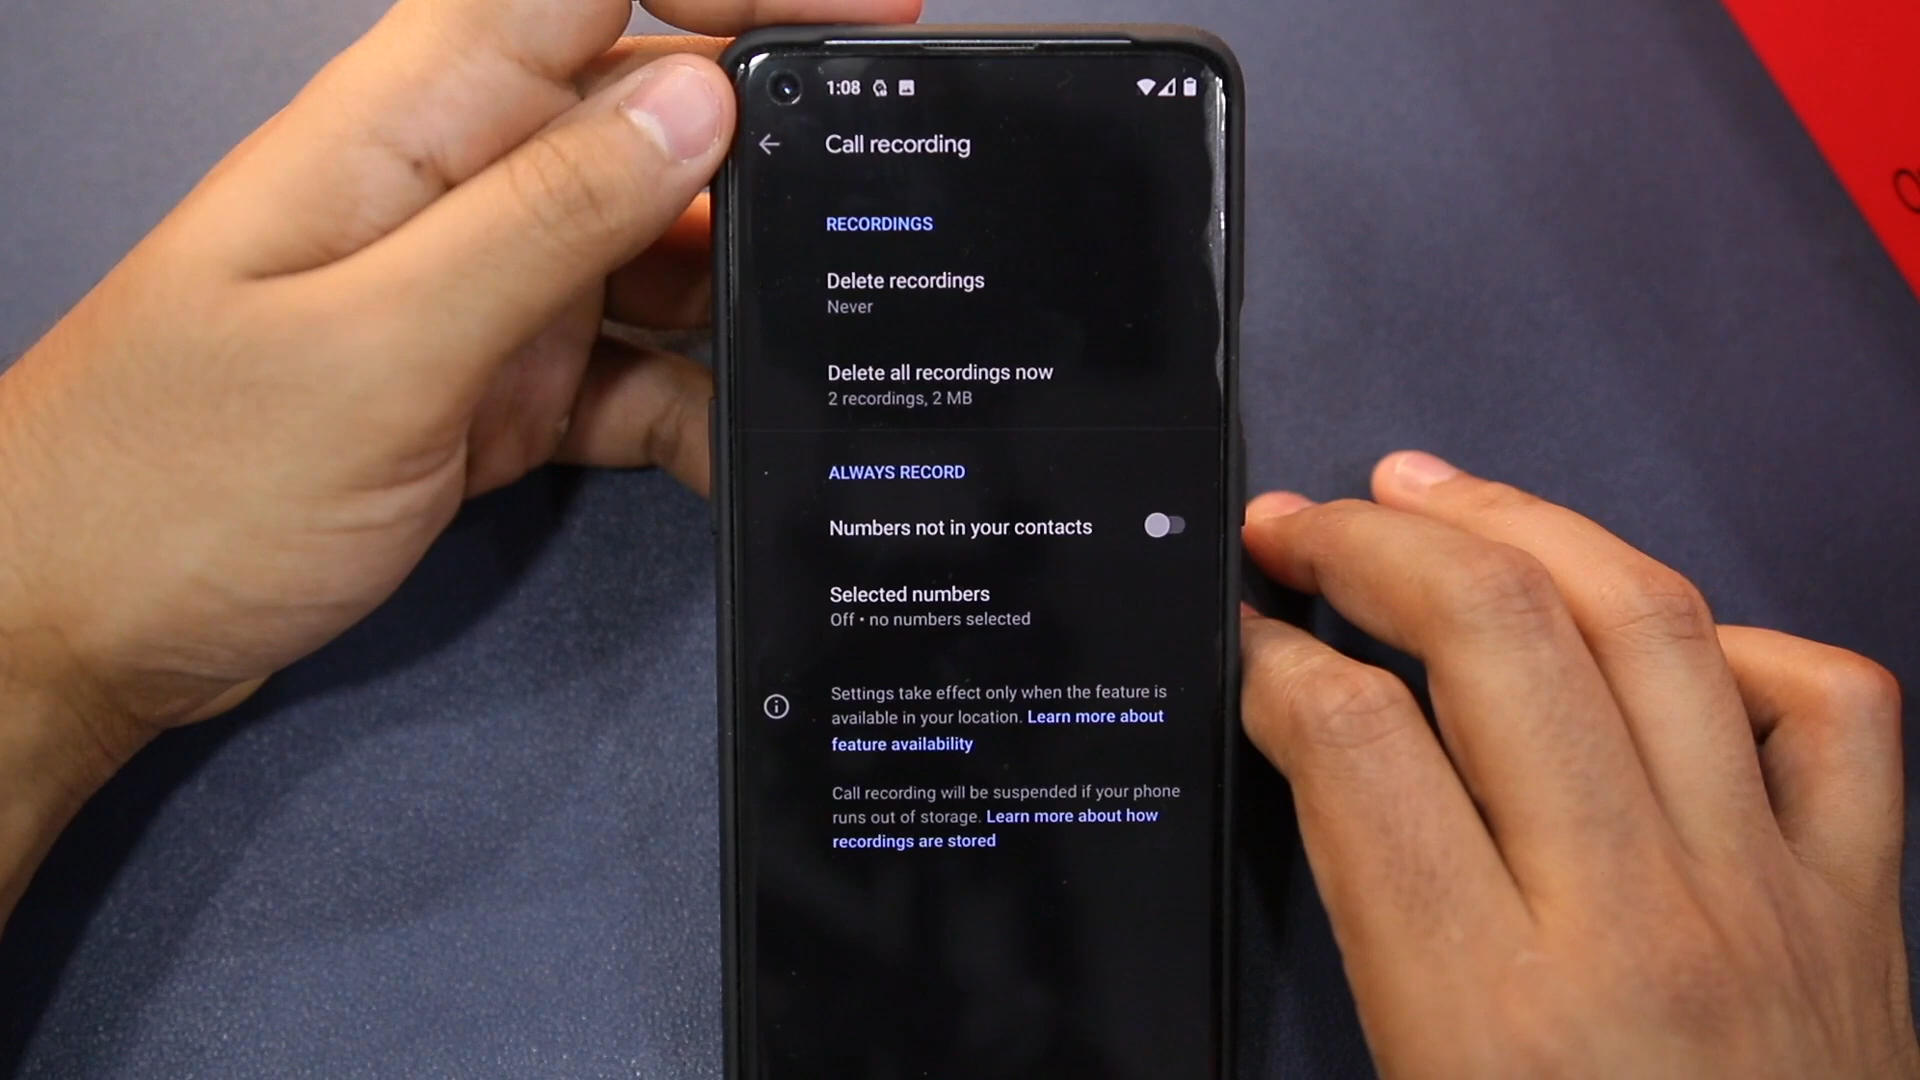 1:08
Call recording
RECORDINGS
Delete recordings
Never
Delete all recordings now
2 recordings, 2 MB
ALWAYS RECORD
Numbers not in your contacts
Selected numbers
Off • no numbers selected
Settings take effect only when the feature is
available in your location. Learn more about
feature availability
Call recording will be suspended if your phone
runs out of storage. Learn more about how
recordings are stored